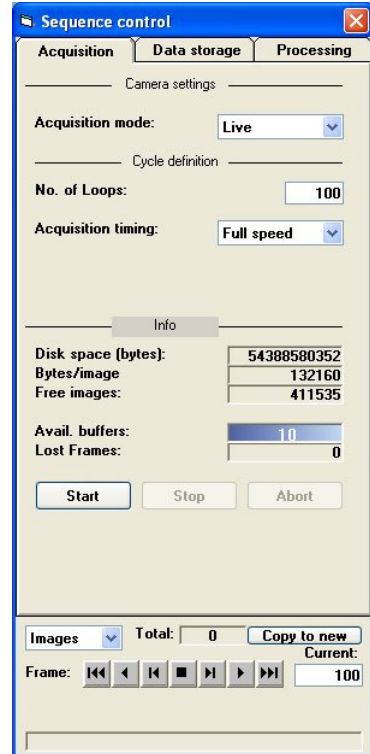 Sequence control
Acquisition Data storage Processing
Camera settings
Acquisition mode: Live
Cycle definition
No. of Loops: 100
Acquisition timing: Full speed
Info
Disk space (bytes): 54388580352
Bytes/image 132160
Free images: 411535
Avail. buffers: 10
Lost Frames: 0
Start Stop Abort
Images Total: 0 Copy to new
Current:
Frame: 100